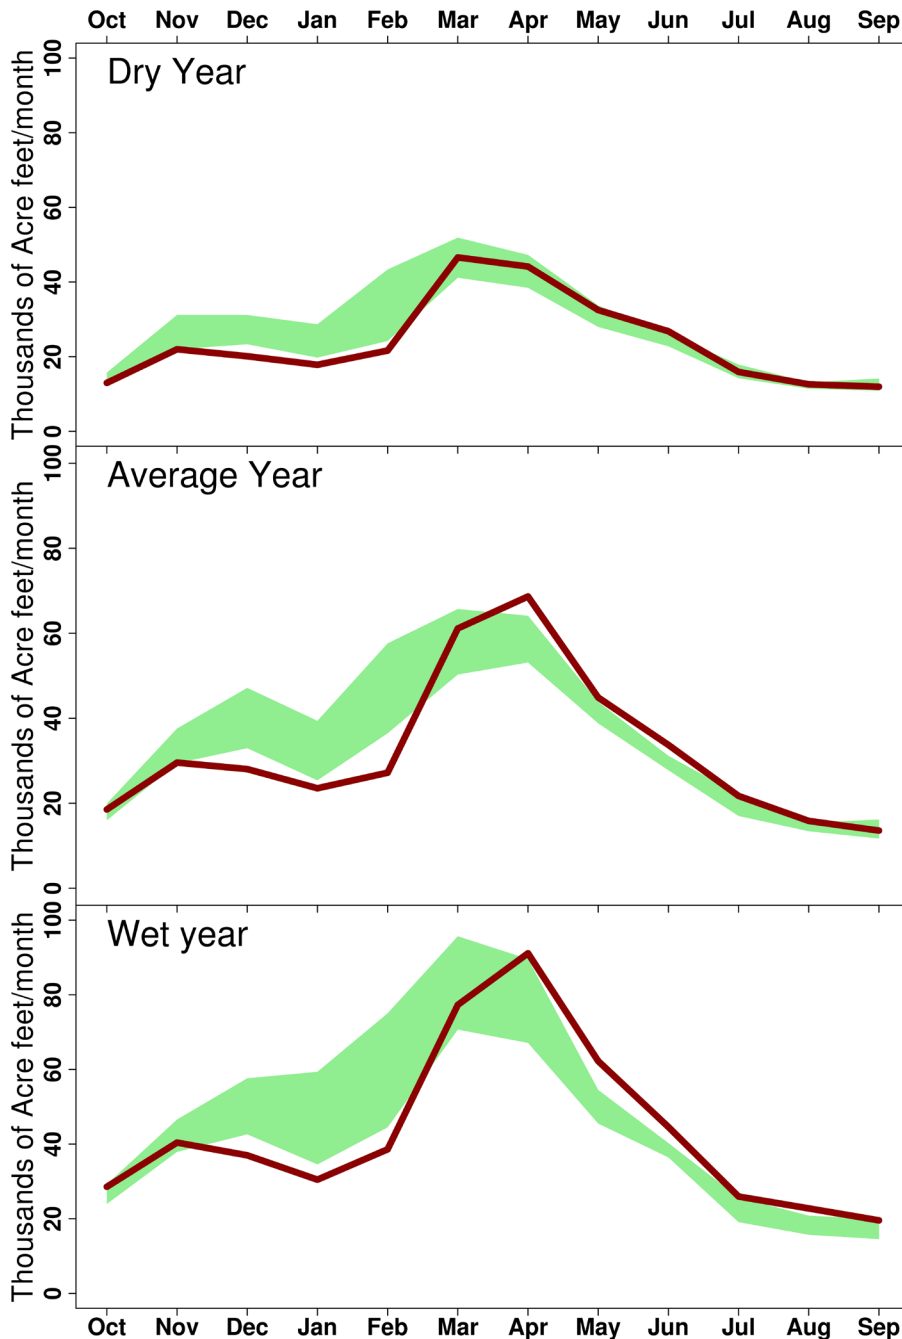 Oct Nov Dec Jan Feb Mar Apr May Jun Jul Aug Sep
Dry Year
Thousands of Acre feet/month
100
80
60
40
20
0
Average Year
Thousands of Acre feet/month
100
80
60
40
20
0
Wet year
Thousands of Acre feet/month
100
80
60
40
20
0
Oct Nov Dec Jan Feb Mar Apr May Jun Jul Aug Sep